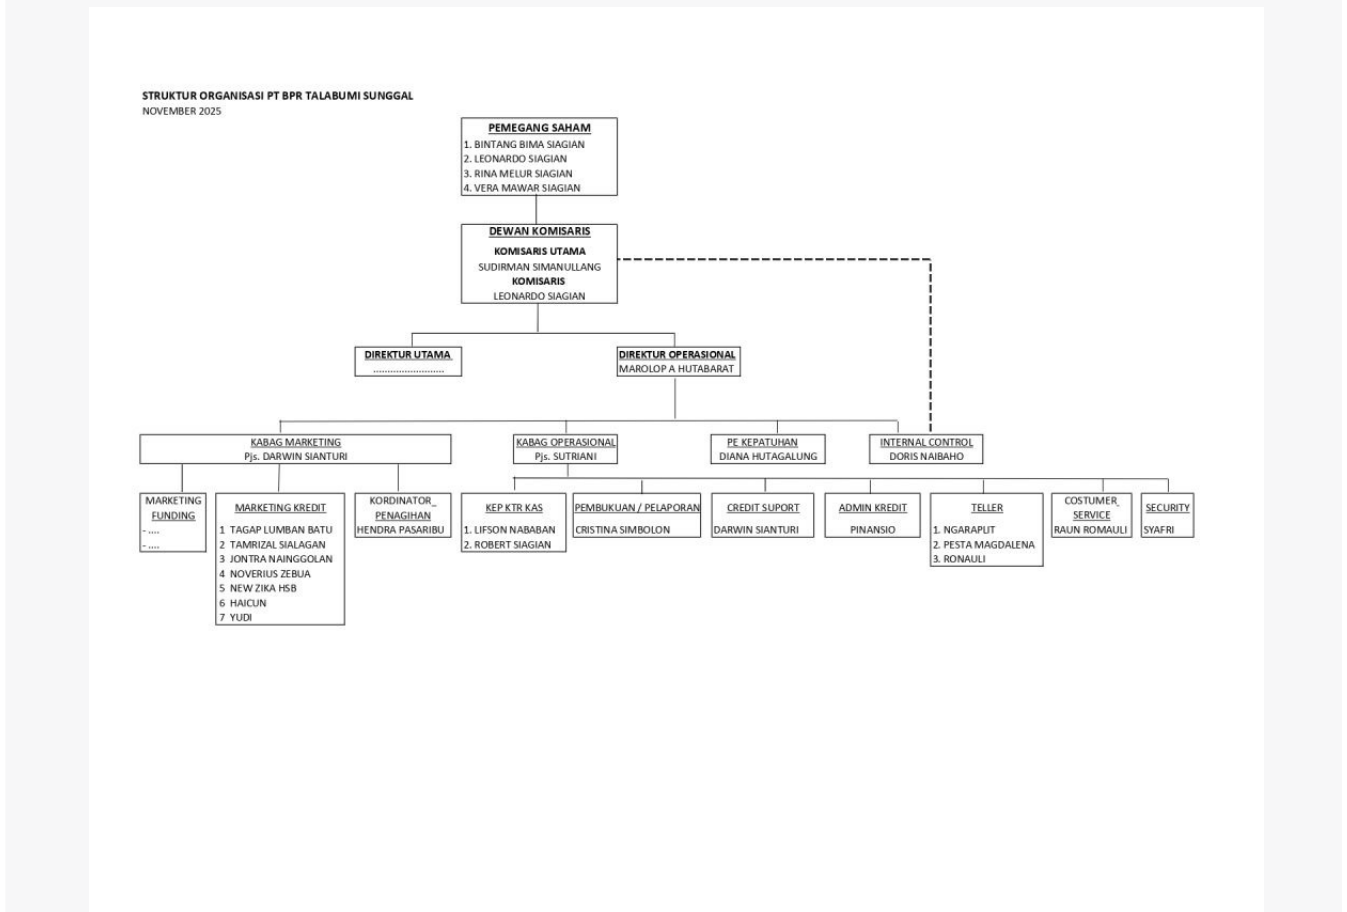 STRUKTUR ORGANISASI PT BPR TALABUMI SUNGGAL
NOVEMBER 2025
PEMEGANG SAHAM
1. BINTANG BIMA SIAGIAN
2. LEONARDO SIAGIAN
3. RINA MELUR SIAGIAN
4. VERA MAWAR SIAGIAN
DEWAN KOMISARIS
KOMISARIS UTAMA
SUDIRMAN SIMANULLANG
KOMISARIS
LEONARDO SIAGIAN
DIREKTUR UTAMA
.........................
DIREKTUR OPERASIONAL
MAROLOP A HUTABARAT
KABAG MARKETING
Pjs. DARWIN SIANTURI
KABAG OPERASIONAL
Pjs. SUTRIANI
PE KEPATUHAN
DIANA HUTAGALUNG
INTERNAL CONTROL
DORIS NAIBAHO
MARKETING
FUNDING
- ....
- ....
MARKETING KREDIT
1 TAGAP LUMBAN BATU
2 TAMRIZAL SIALAGAN
3 JONTRA NAINGGOLAN
4 NOVERIUS ZEBUA
5 NEW ZIKA HSB
6 HAICUN
7 YUDI
KORDINATOR
PENAGIHAN
HENDRA PASARIBU
KEP KTR KAS
1. LIFSON NABABAN
2. ROBERT SIAGIAN
PEMBUKUAN / PELAPORAN
CRISTINA SIMBOLON
CREDIT SUPORT
DARWIN SIANTURI
ADMIN KREDIT
PINANSIO
TELLER
1. NGARAPUT
2. PESTA MAGDALENA
3. RONAULI
COSTUMER
SERVICE
RAUN ROMAULI
SECURITY
SYAFRI